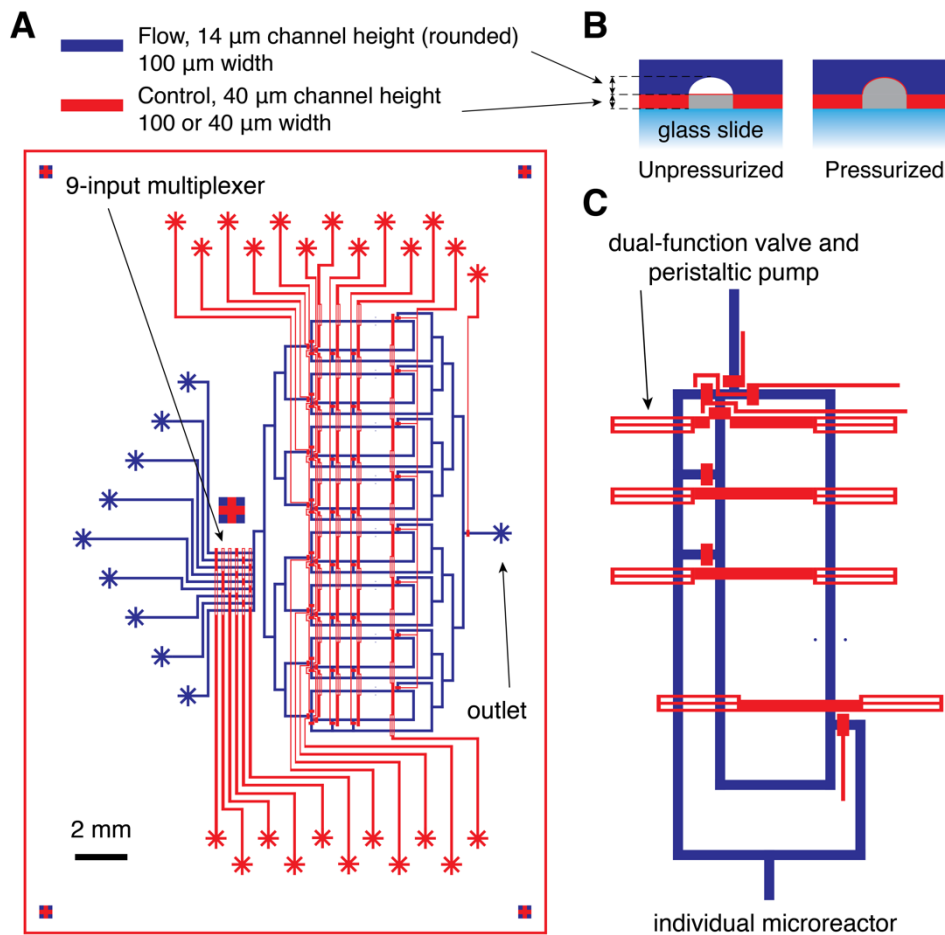 A
Flow, 14 μm channel height (rounded)
100 μm width
Control, 40 μm channel height
100 or 40 μm width
B
glass slide
Unpressurized
Pressurized
9-input multiplexer
outlet
2 mm
C
dual-function valve and
peristaltic pump
individual microreactor